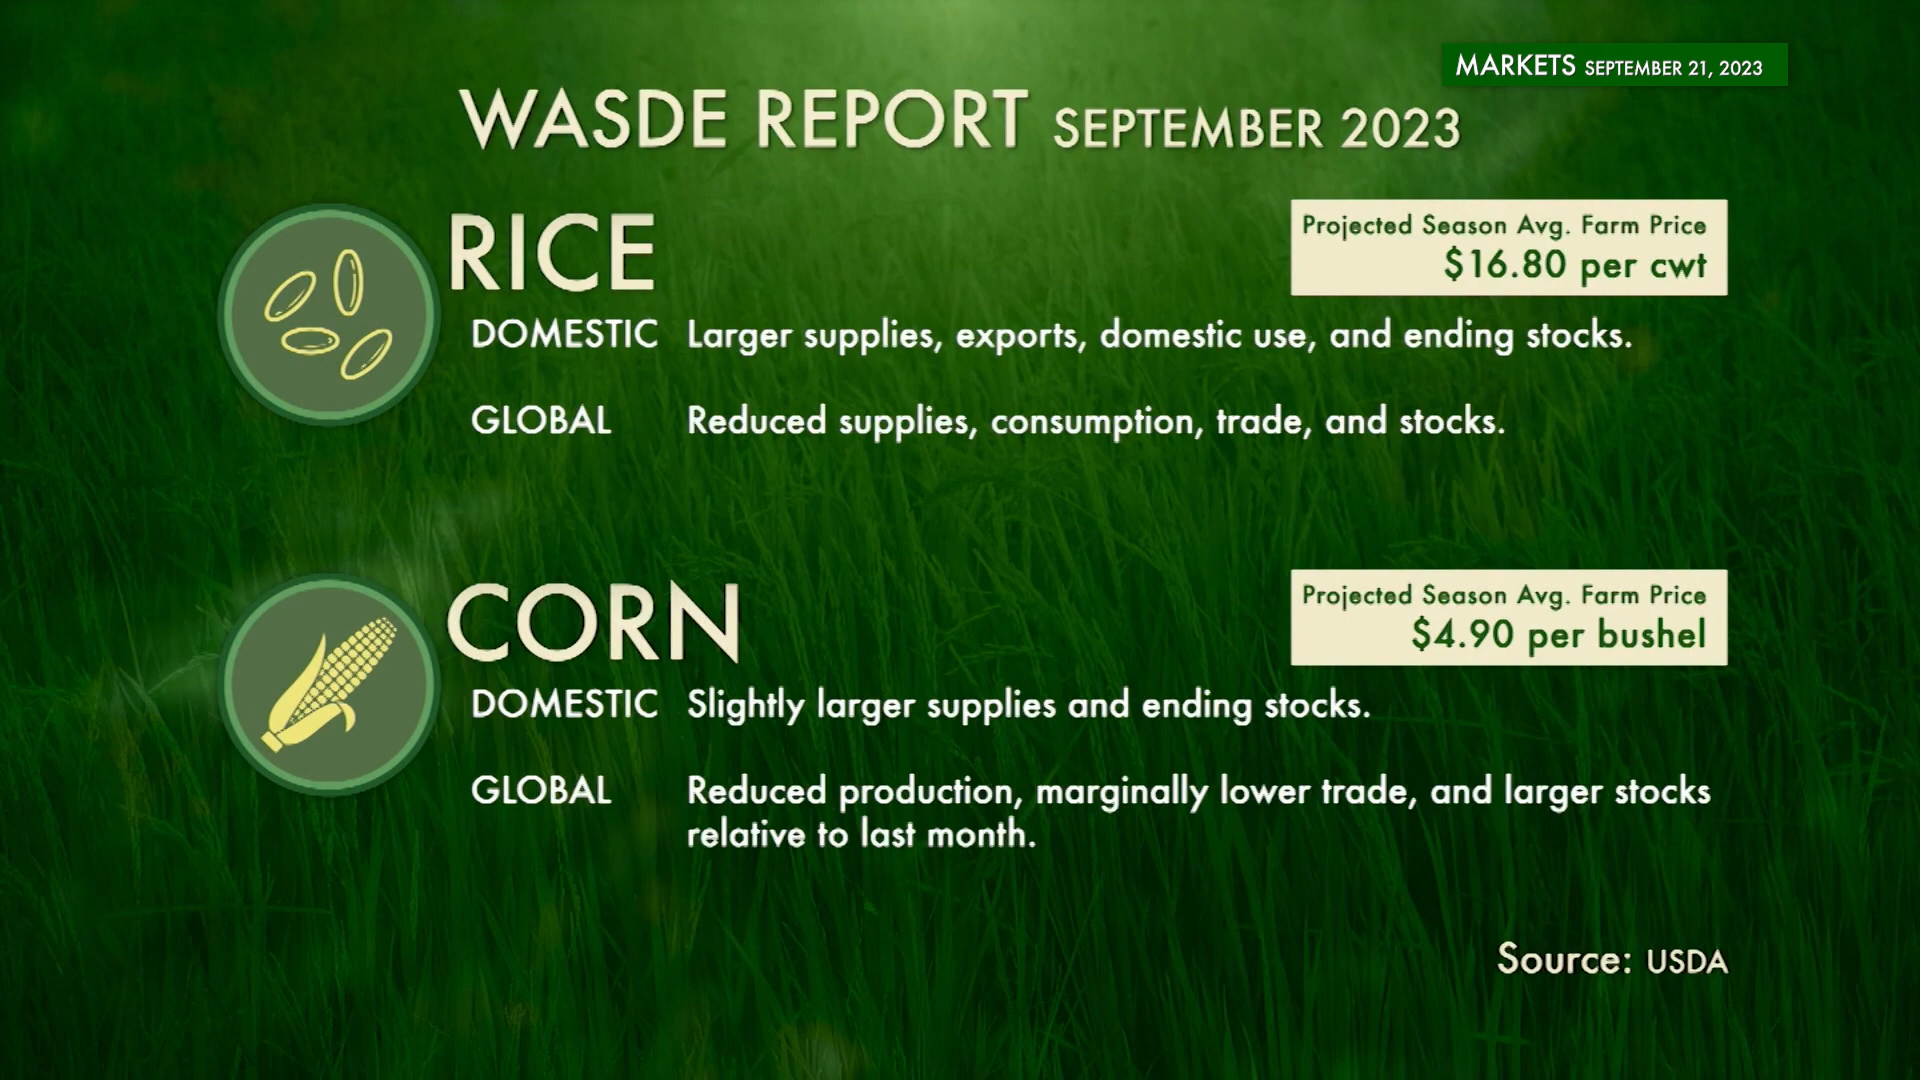 MARKETS SEPTEMBER 21, 2023
WASDE REPORT SEPTEMBER 2023
RICE
Projected Season Avg. Farm Price
$16.80 per cwt
DOMESTIC Larger supplies, exports, domestic use, and ending stocks.
GLOBAL Reduced supplies, consumption, trade, and stocks.
CORN
Projected Season Avg. Farm Price
$4.90 per bushel
DOMESTIC Slightly larger supplies and ending stocks.
GLOBAL Reduced production, marginally lower trade, and larger stocks
relative to last month.
Source: USDA